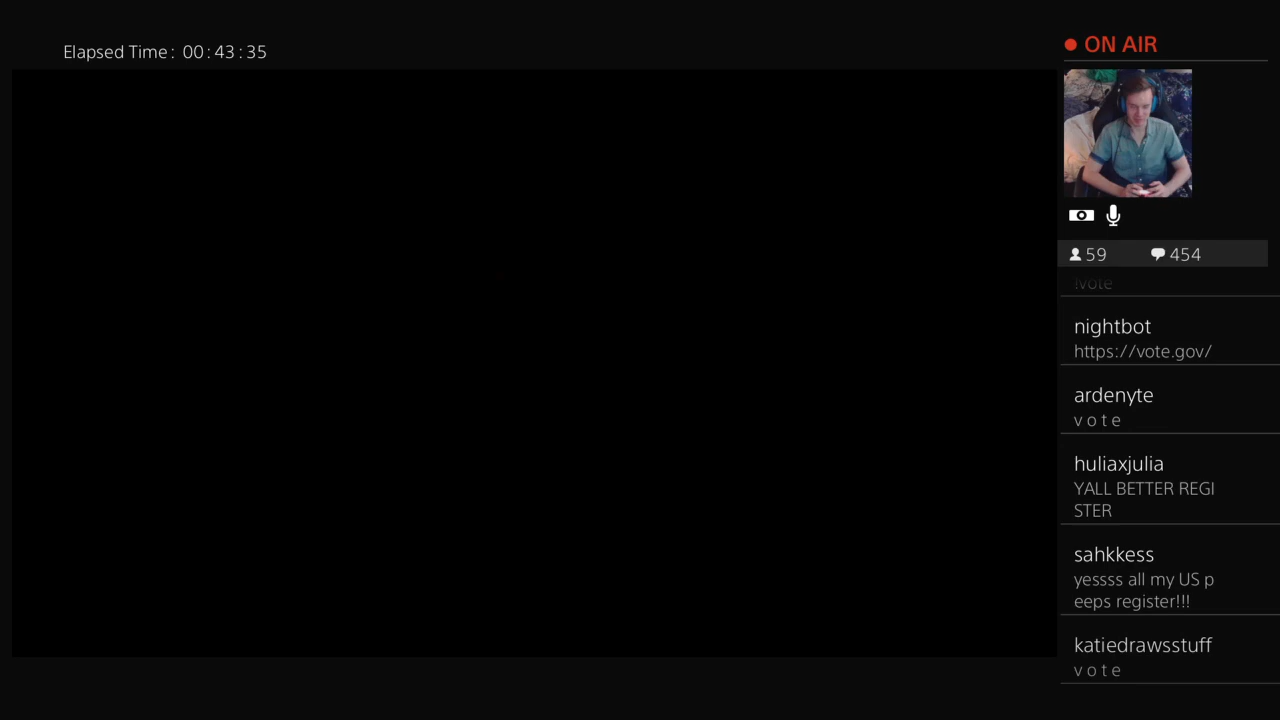 Elapsed Time: 00:43:35
ON AIR
59 454
!vote
nightbot
https://vote.gov/
ardenyte
v o t e
huliaxjulia
YALL BETTER REGI
STER
sahkkess
yessss all my US p
eeps register!!!
katiedrawsstuff
v o t e